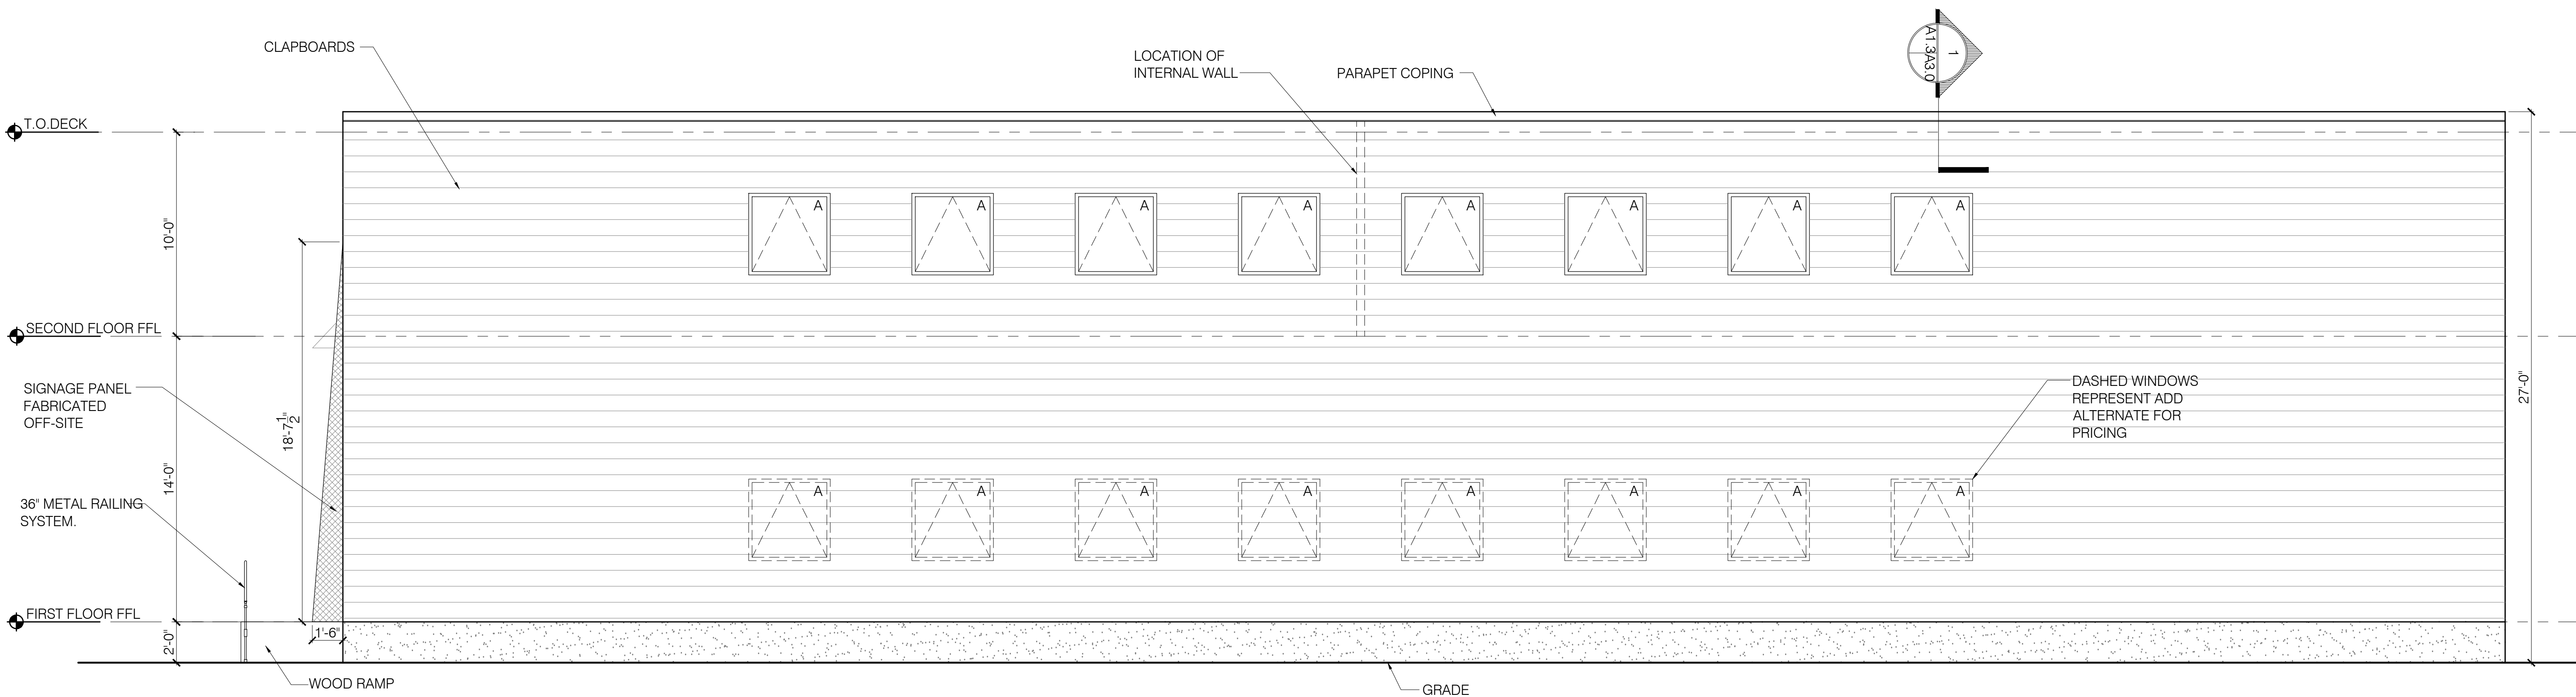 CLAPBOARDS
LOCATION OF
INTERNAL WALL
PARAPET COPING
1
A1.3A3.0
T.O.DECK
A A A A A A A A
10'-0"
SECOND FLOOR FFL
SIGNAGE PANEL
FABRICATED
OFF-SITE
18'-7 1/2"
14'-0"
DASHED WINDOWS
REPRESENT ADD
ALTERNATE FOR
PRICING
27'-0"
36" METAL RAILING
SYSTEM.
A A A A A A A A
FIRST FLOOR FFL
2'-0"
1'-6"
WOOD RAMP
GRADE